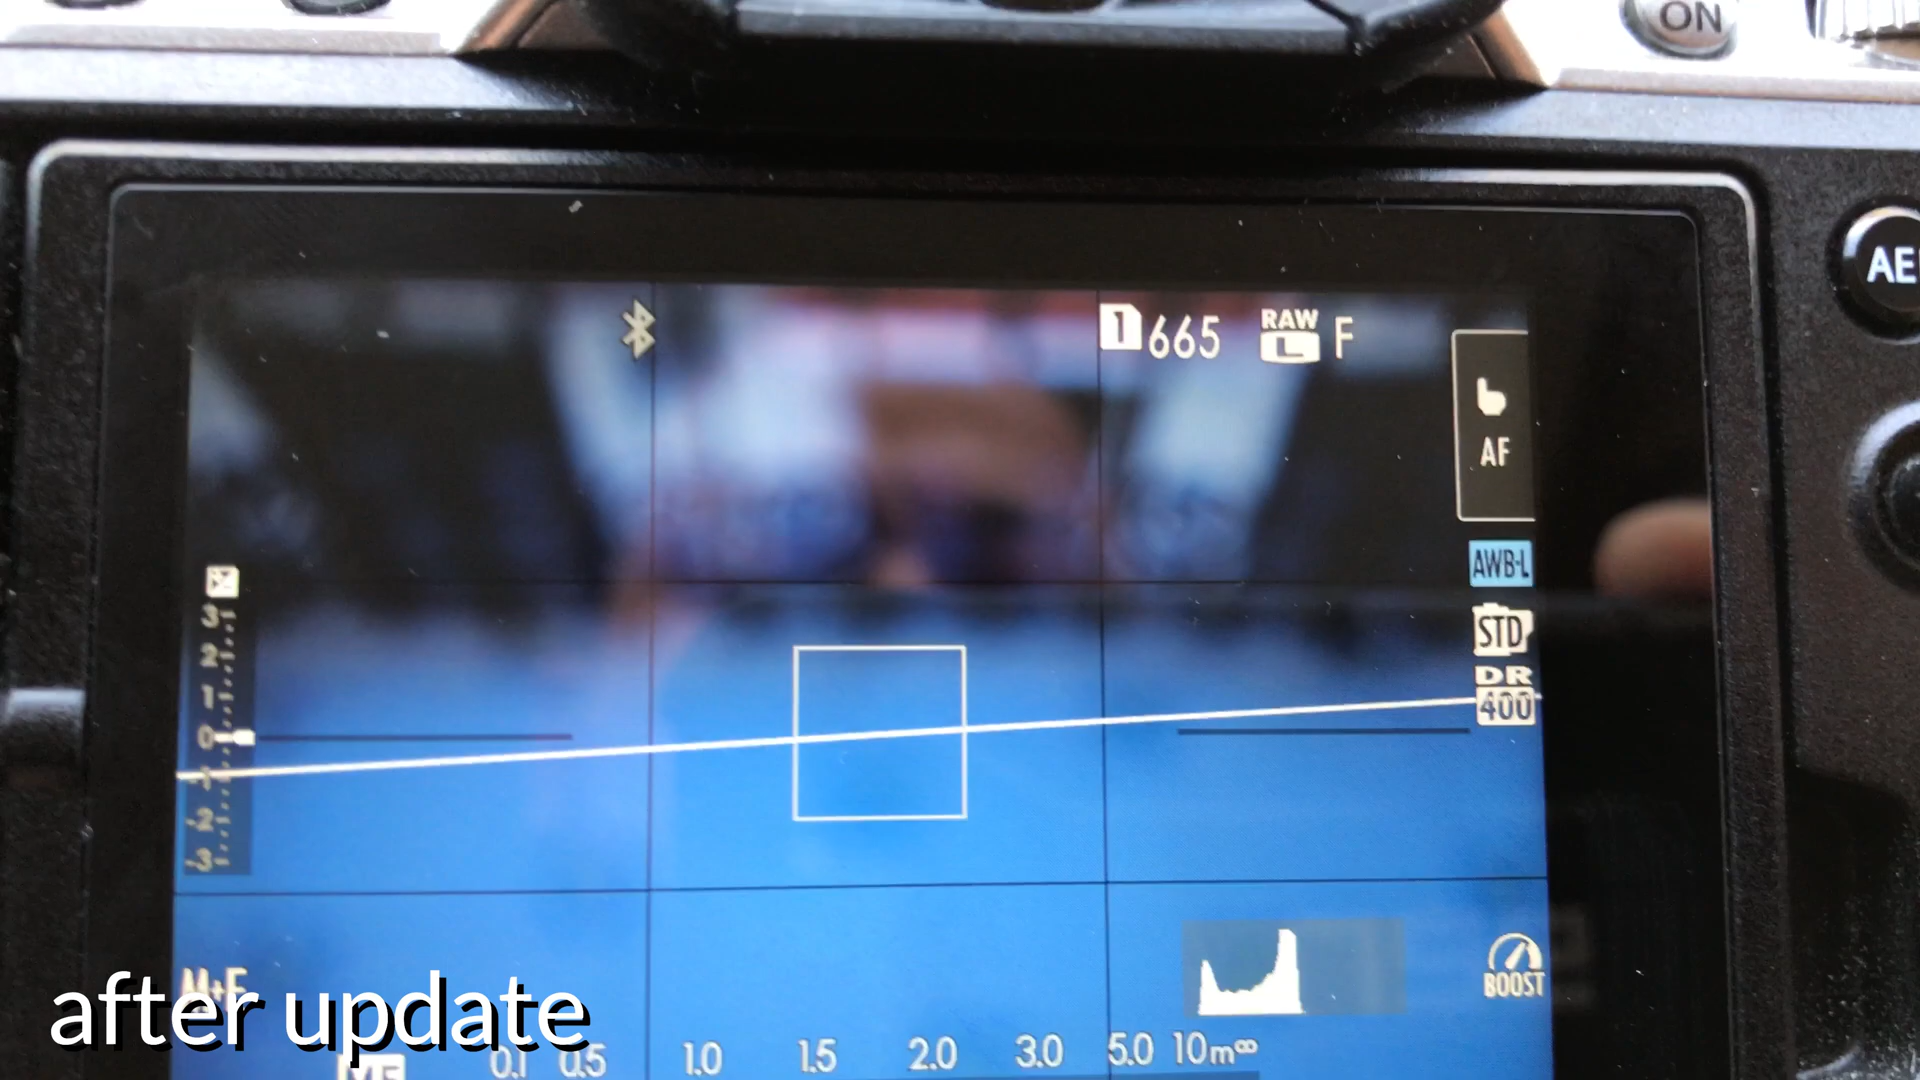 ON
AE
1 665 RAW L F
AF
AWB-L
STD
DR
400
3
2
1
0
-1
-2
-3
BOOST
after update
0.1 0.5 1.0 1.5 2.0 3.0 5.0 10m∞